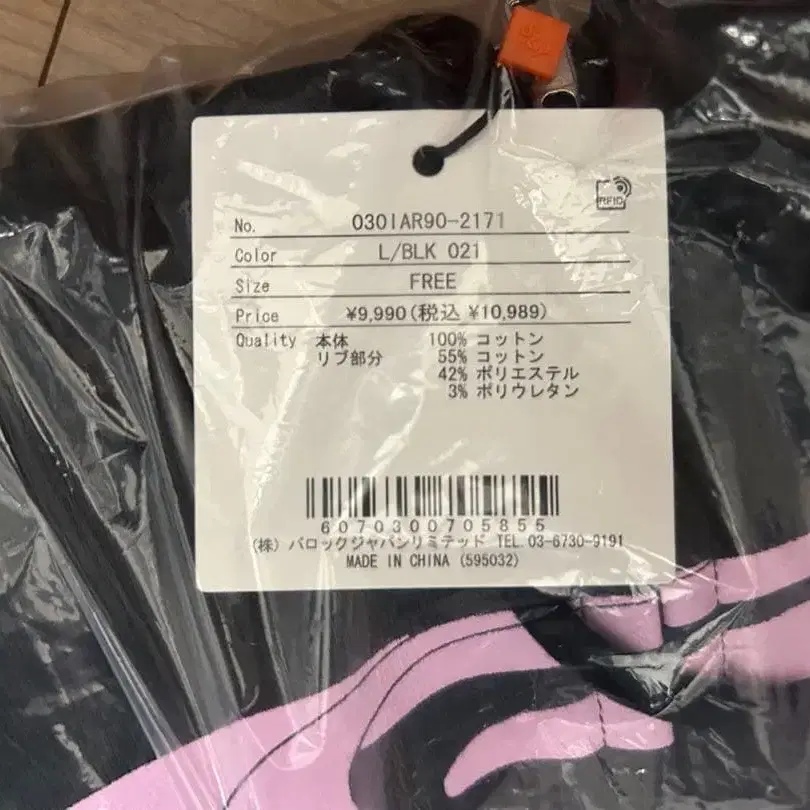 RFID
No. 030IAR90-2171
Color L/BLK 021
Size FREE
Price ¥9,990(税込 ¥10,989)
Quality 本体 100% コットン
リブ部分 55% コットン
42% ポリエステル
3% ポリウレタン
6070300705855
(株) バロックジャパンリミテッド TEL.03-6730-9191
MADE IN CHINA (595032)